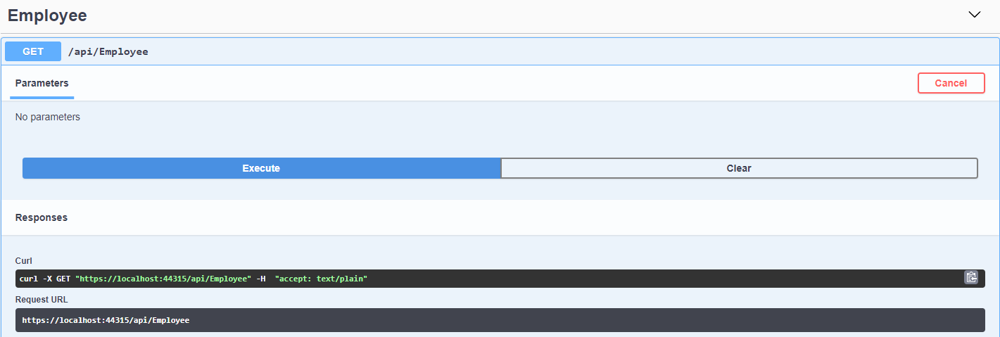 Employee
GET /api/Employee
Parameters
Cancel
No parameters
Execute
Clear
Responses
Curl
curl -X GET "https://localhost:44315/api/Employee" -H  "accept: text/plain"
Request URL
https://localhost:44315/api/Employee